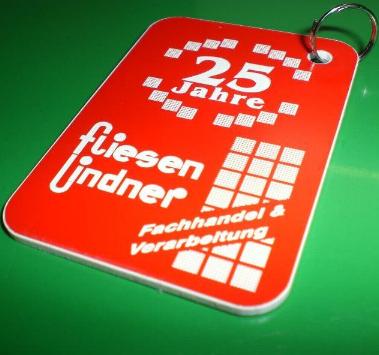 25
Jahre
fliesen
lindner
Fachhandel &
Verarbeitung